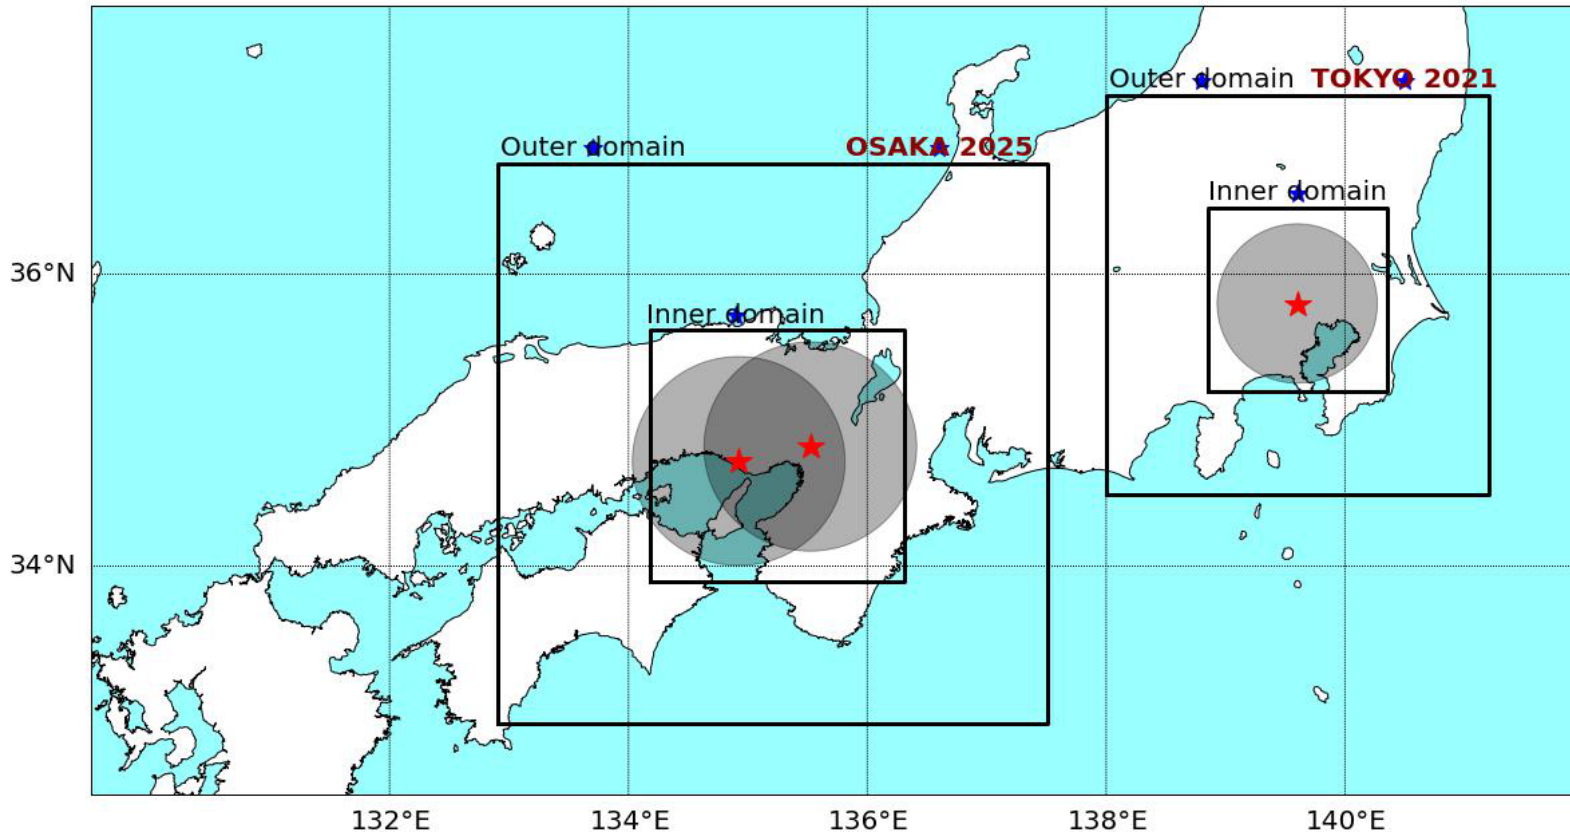 Outer domain TOKYO 2021
Outer domain OSAKA 2025
Inner domain
36°N
Inner domain
34°N
132°E 134°E 136°E 138°E 140°E